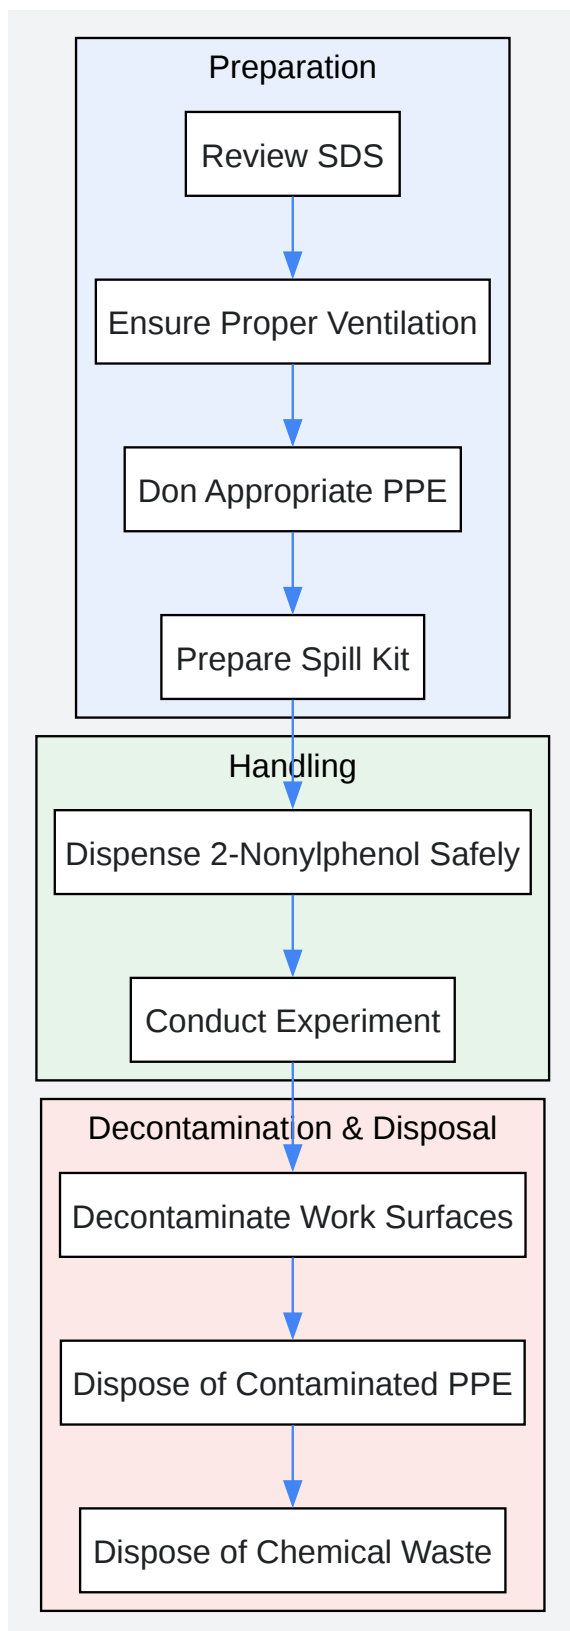 Preparation
Review SDS
Ensure Proper Ventilation
Don Appropriate PPE
Prepare Spill Kit
Handling
Dispense 2-Nonylphenol Safely
Conduct Experiment
Decontamination & Disposal
Decontaminate Work Surfaces
Dispose of Contaminated PPE
Dispose of Chemical Waste